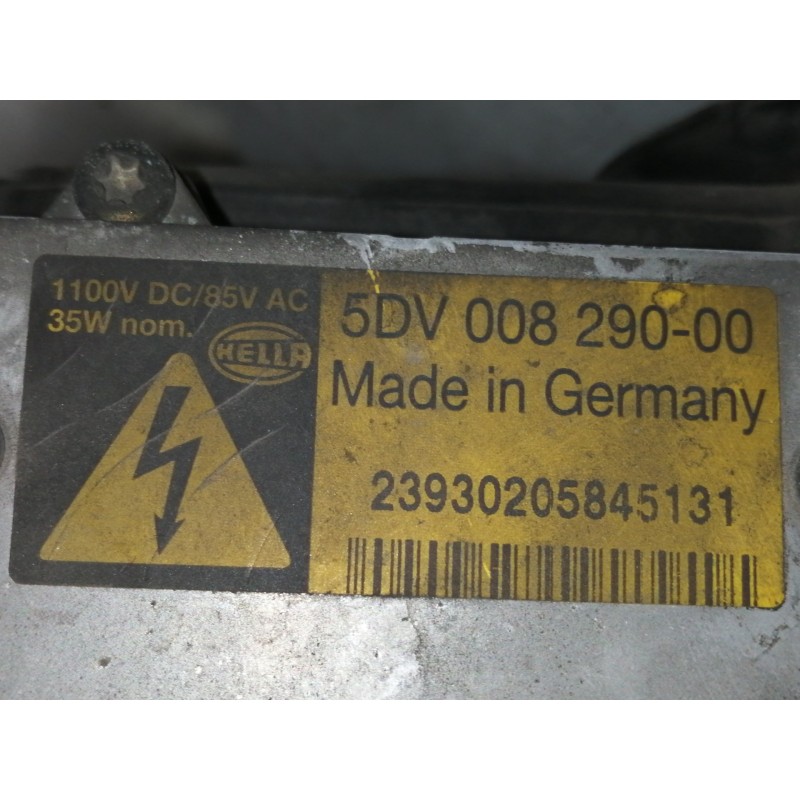 1100V DC/85V AC
35W nom.
HELLA
5DV 008 290-00
Made in Germany
23930205845131